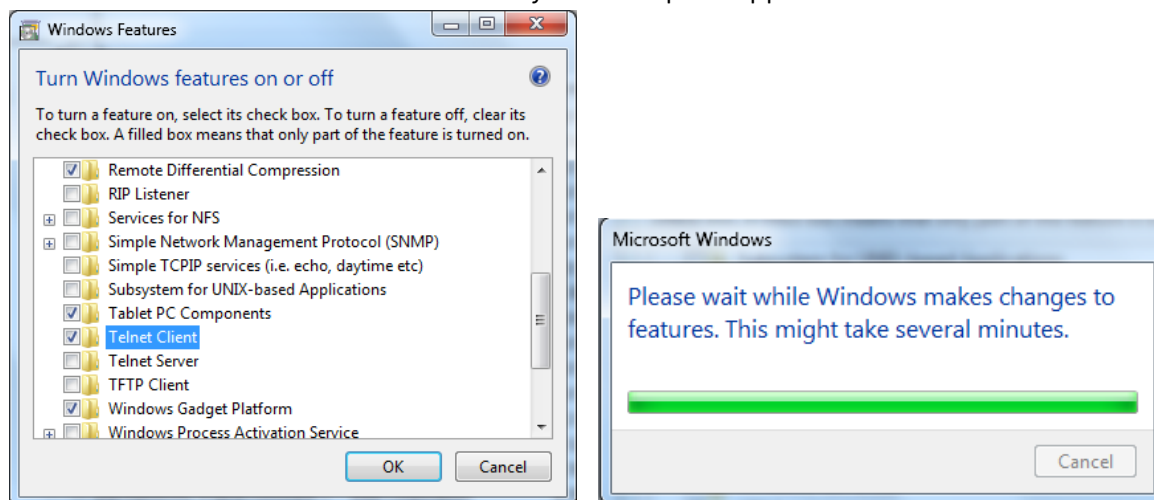 Windows Features
Turn Windows features on or off
To turn a feature on, select its check box. To turn a feature off, clear its
check box. A filled box means that only part of the feature is turned on.
Remote Differential Compression
RIP Listener
Services for NFS
Simple Network Management Protocol (SNMP)
Simple TCPIP services (i.e. echo, daytime etc)
Subsystem for UNIX-based Applications
Tablet PC Components
Telnet Client
Telnet Server
TFTP Client
Windows Gadget Platform
Windows Process Activation Service
OK Cancel
Microsoft Windows
Please wait while Windows makes changes to
features. This might take several minutes.
Cancel